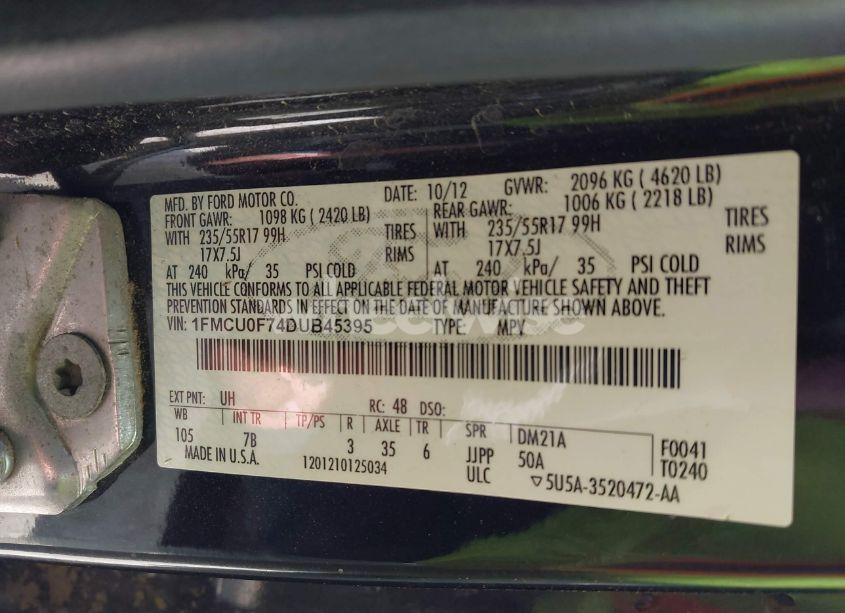 MFD. BY FORD MOTOR CO. DATE: 10/12 GVWR: 2096 KG ( 4620 LB)
FRONT GAWR: 1098 KG ( 2420 LB) REAR GAWR: 1006 KG ( 2218 LB)
WITH 235/55R17 99H TIRES WITH 235/55R17 99H TIRES
17X7.5J RIMS 17X7.5J RIMS
AT 240 kPa/ 35 PSI COLD AT 240 kPa/ 35 PSI COLD
THIS VEHICLE CONFORMS TO ALL APPLICABLE FEDERAL MOTOR VEHICLE SAFETY AND THEFT
PREVENTION STANDARDS IN EFFECT ON THE DATE OF MANUFACTURE SHOWN ABOVE.
VIN: 1FMCU0F74DUB45395 TYPE: MPV
EXT PNT: UH RC: 48 DSO:
WB INT TR TP/PS R AXLE TR SPR DM21A F0041
105 7B 3 35 6 JJPP 50A T0240
MADE IN U.S.A. 1201210125034 ULC ▽5U5A-3520472-AA